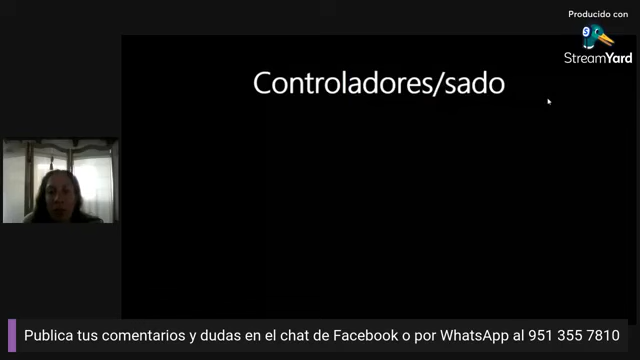 Producido con
StreamYard
Controladores/sado
Publica tus comentarios y dudas en el chat de Facebook o por WhatsApp al 951 355 7810